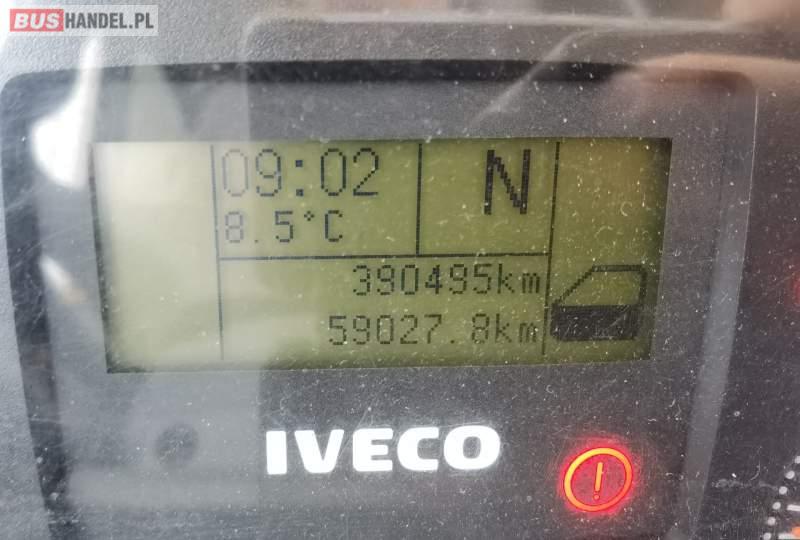 BUSHANDEL.PL
09:02
N
8.5°C
390495km
59027.8km
IVECO